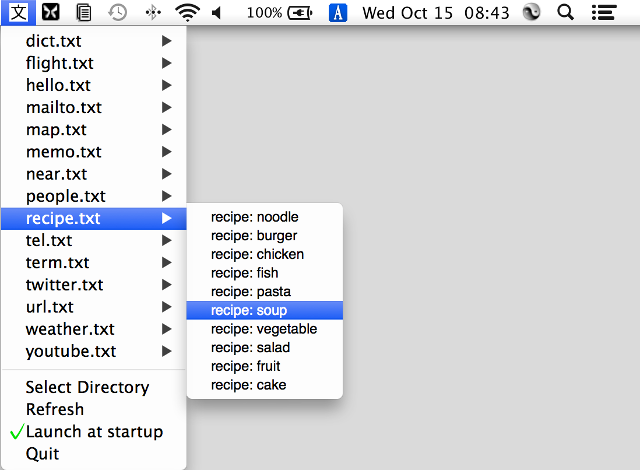 文 100% A Wed Oct 15 08:43
dict.txt
flight.txt
hello.txt
mailto.txt
map.txt
memo.txt
near.txt
people.txt
recipe.txt
tel.txt
term.txt
twitter.txt
url.txt
weather.txt
youtube.txt
Select Directory
Refresh
Launch at startup
Quit
recipe: noodle
recipe: burger
recipe: chicken
recipe: fish
recipe: pasta
recipe: soup
recipe: vegetable
recipe: salad
recipe: fruit
recipe: cake